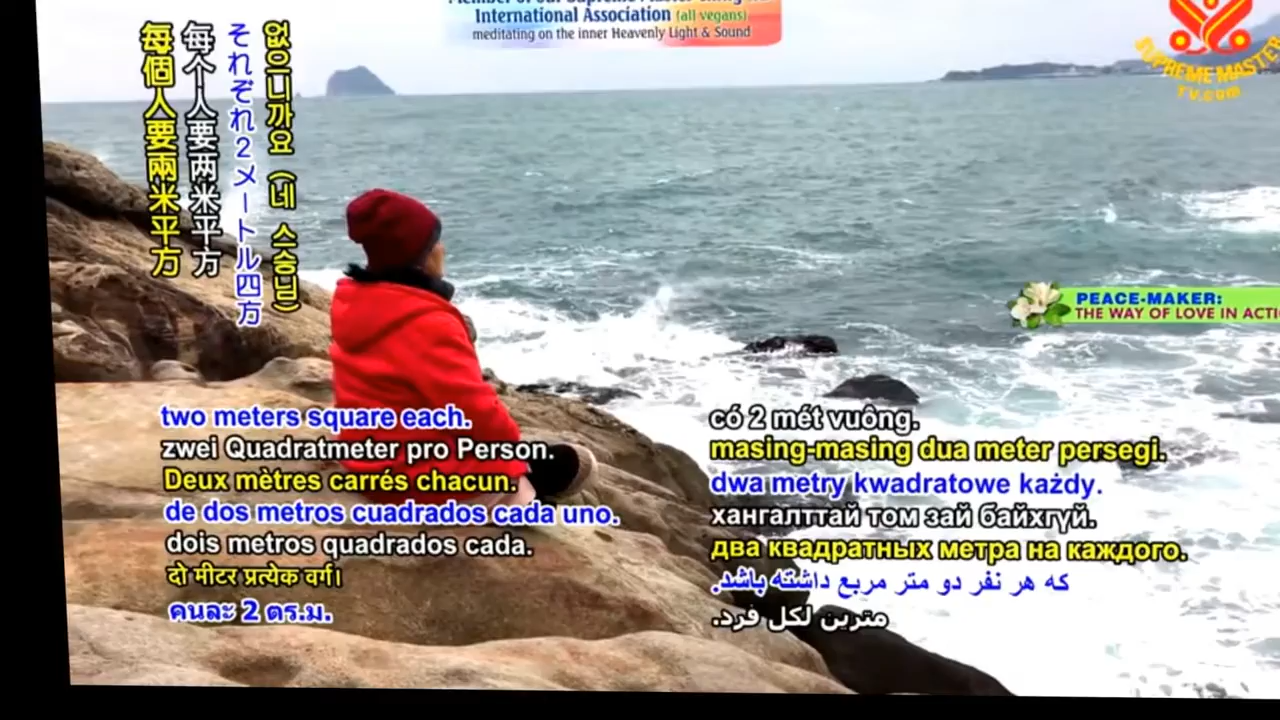 International Association (all vegans)
meditating on the inner Heavenly Light & Sound
SUPREME MASTER
TV.com
없으니까요 (네 스승님)
それぞれ2メートル四方
每个人要两米平方
每個人要兩米平方
PEACE-MAKER:
THE WAY OF LOVE IN
two meters square each.
zwei Quadratmeter pro Person.
Deux mètres carrés chacun.
de dos metros cuadrados cada uno.
dois metros quadrados cada.
दो मीटर प्रत्येक वर्ग।
คนละ 2 ตร.ม.
có 2 mét vuông.
masing-masing dua meter persegi.
dwa metry kwadratowe każdy.
хангалттай том зай байхгүй.
два квадратных метра на каждого.
که هر نفر دو متر مربع داشته باشد.
مترين لكل فرد.